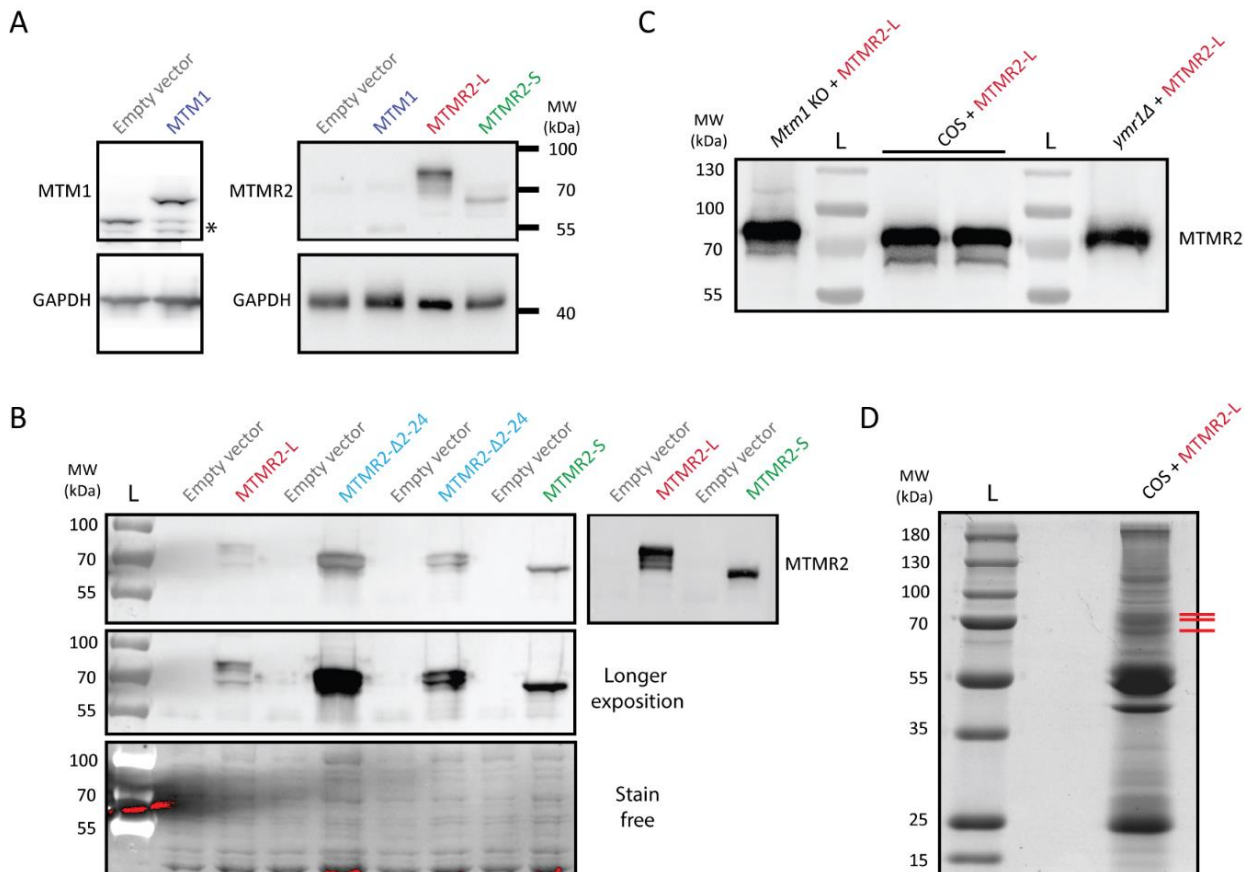 A
Empty vector
MTM1
MTM1
*
GAPDH
Empty vector
MTM1
MTMR2-L
MTMR2-S
MW
(kDa)
MTMR2
100
70
55
GAPDH
40
B
MW
(kDa)
L
Empty vector
MTMR2-L
Empty vector
MTMR2-Δ2-24
Empty vector
MTMR2-Δ2-24
Empty vector
MTMR2-S
Empty vector
MTMR2-L
Empty vector
MTMR2-S
100
70
55
MTMR2
100
70
55
Longer
exposition
100
70
55
Stain
free
C
MW
(kDa)
Mtm1 KO + MTMR2-L
L
COS + MTMR2-L
L
ymr1Δ + MTMR2-L
130
100
70
55
MTMR2
D
MW
(kDa)
L
COS + MTMR2-L
180
130
100
70
55
35
25
15